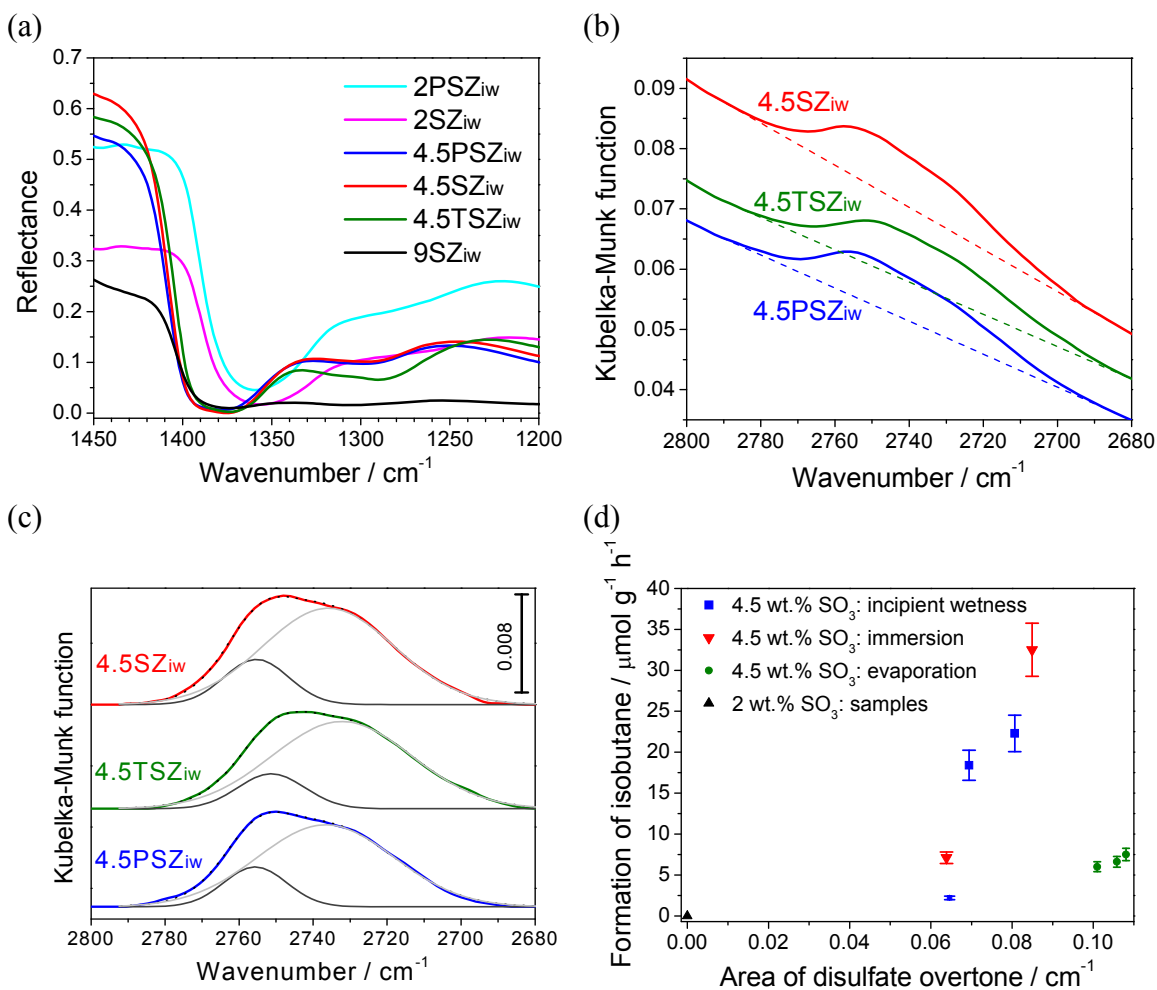 (a)
0.7
0.6
0.5
0.4
0.3
0.2
0.1
0.0
Reflectance
2PSZiw
2SZiw
4.5PSZiw
4.5SZiw
4.5TSZiw
9SZiw
1450 1400 1350 1300 1250 1200
Wavenumber / cm⁻¹
(b)
0.09
0.08
0.07
0.06
0.05
0.04
Kubelka-Munk function
4.5SZiw
4.5TSZiw
4.5PSZiw
2800 2780 2760 2740 2720 2700 2680
Wavenumber / cm⁻¹
(c)
Kubelka-Munk function
0.008
4.5SZiw
4.5TSZiw
4.5PSZiw
2800 2780 2760 2740 2720 2700 2680
Wavenumber / cm⁻¹
(d)
Formation of isobutane / μmol g⁻¹ h⁻¹
40
35
30
25
20
15
10
5
0
4.5 wt.% SO₃: incipient wetness
4.5 wt.% SO₃: immersion
4.5 wt.% SO₃: evaporation
2 wt.% SO₃: samples
0.00 0.02 0.04 0.06 0.08 0.10
Area of disulfate overtone / cm⁻¹